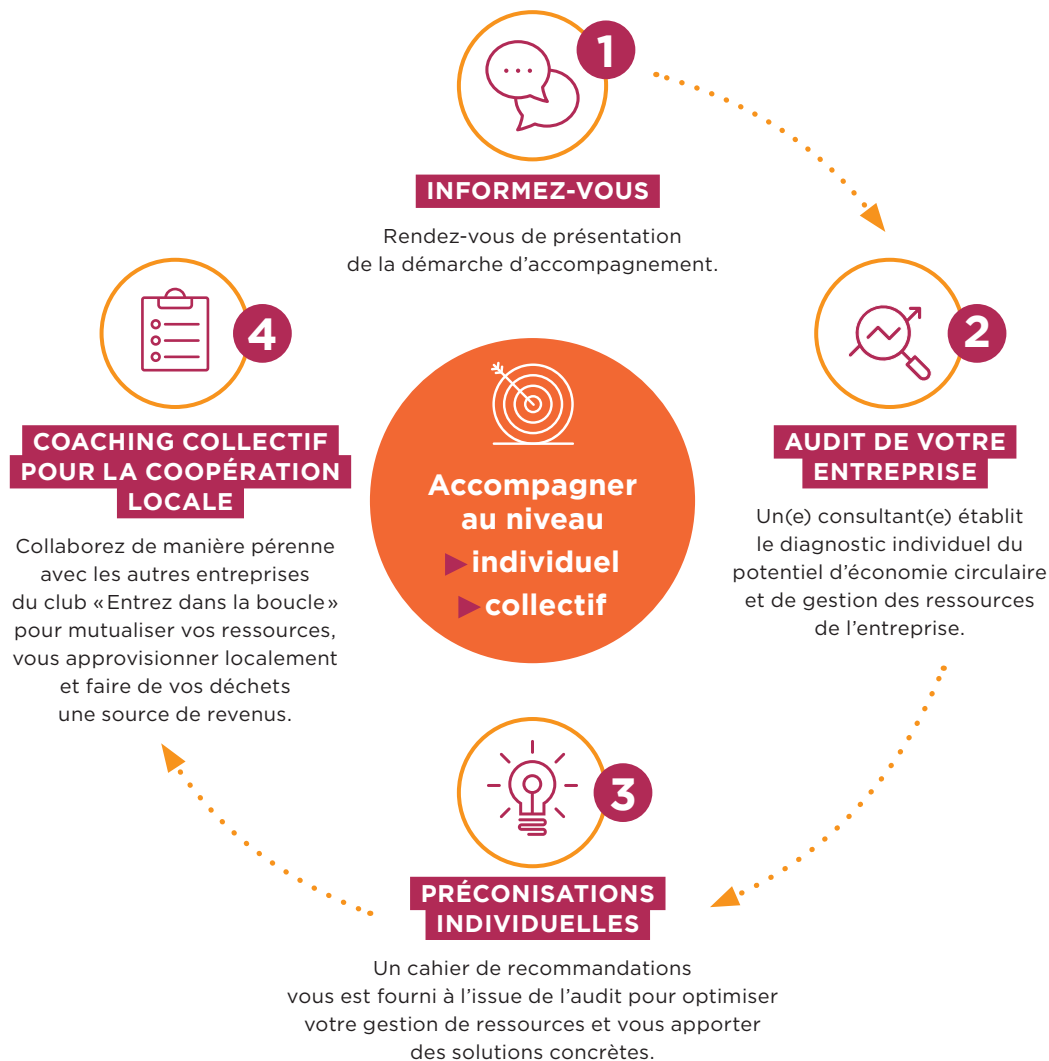 1
INFORMEZ-VOUS
Rendez-vous de présentation
de la démarche d’accompagnement.
2
AUDIT DE VOTRE
ENTREPRISE
Un(e) consultant(e) établit
le diagnostic individuel du
potentiel d’économie circulaire
et de gestion des ressources
de l’entreprise.
3
PRÉCONISATIONS
INDIVIDUELLES
Un cahier de recommandations
vous est fourni à l’issue de l’audit pour optimiser
votre gestion de ressources et vous apporter
des solutions concrètes.
4
COACHING COLLECTIF
POUR LA COOPÉRATION
LOCALE
Collaborez de manière pérenne
avec les autres entreprises
du club «Entrez dans la boucle»
pour mutualiser vos ressources,
vous approvisionner localement
et faire de vos déchets
une source de revenus.
Accompagner
au niveau
▶individuel
▶collectif